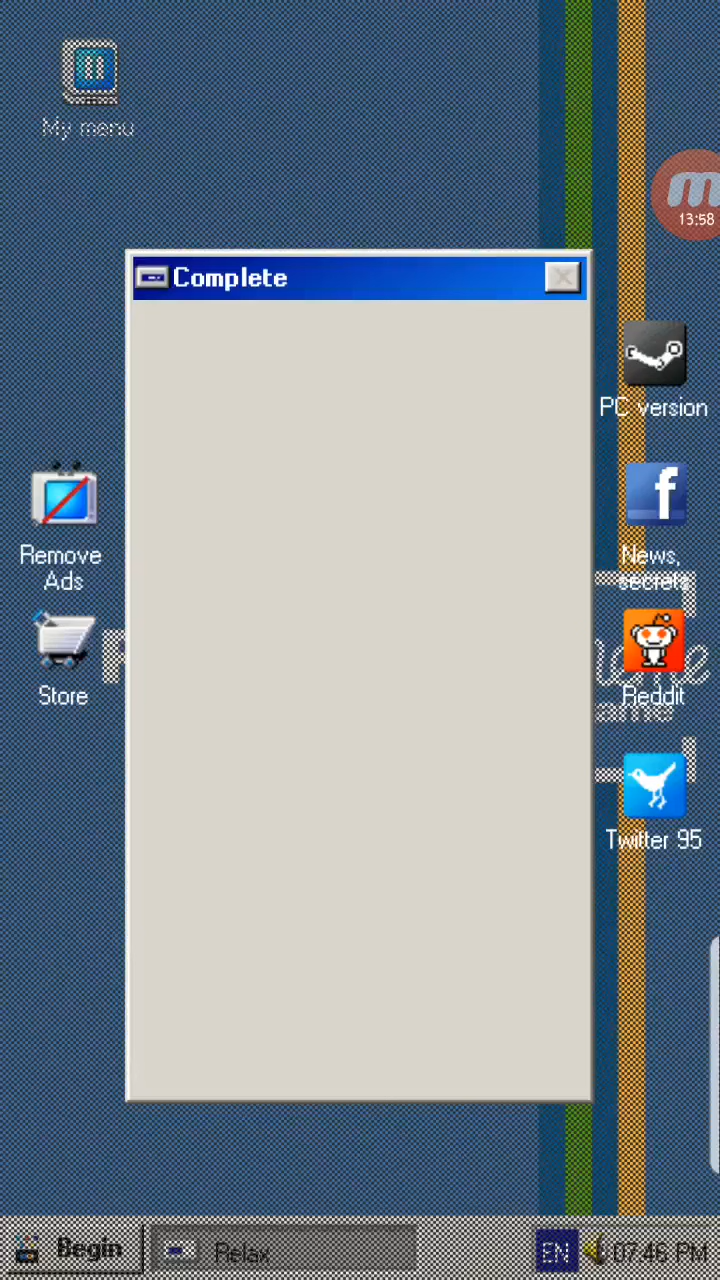 My menu
13:58
Complete
PC version
Remove
Ads
News,
secrets
Store
Reddit
Twitter 95
Begin
Relax
EN
07:46 PM